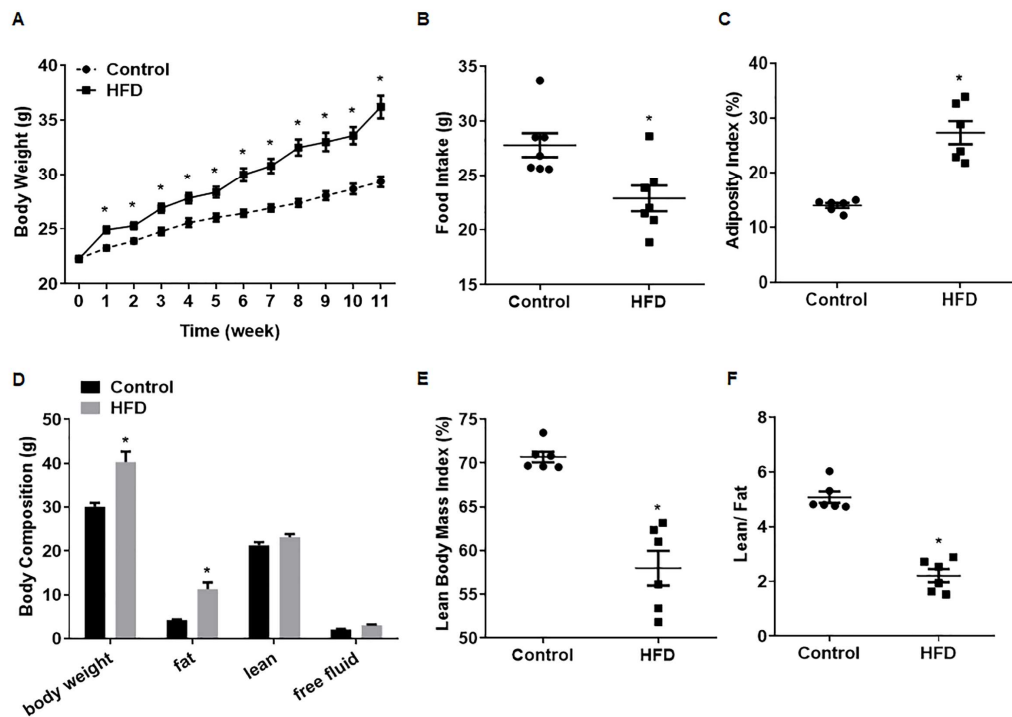 A
Control
HFD
Body Weight (g)
40
35
30
25
20
* * * * * * * * * * *
0 1 2 3 4 5 6 7 8 9 10 11
Time (week)
B
Food Intake (g)
35
30
25
20
15
*
Control HFD
C
Adiposity Index (%)
40
30
20
10
0
*
Control HFD
D
Control
HFD
Body Composition (g)
50
40
30
20
10
0
* *
body weight fat lean free fluid
E
Lean Body Mass Index (%)
75
70
65
60
55
50
*
Control HFD
F
Lean/ Fat
8
6
4
2
0
*
Control HFD